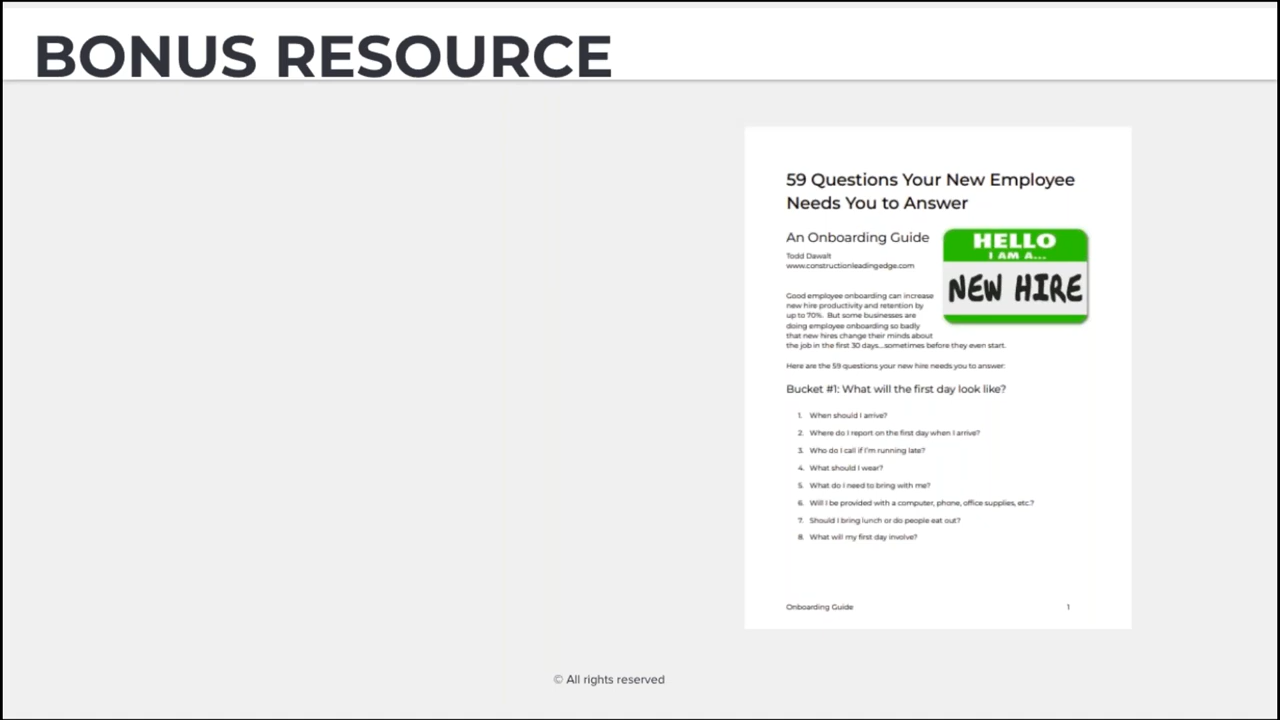 BONUS RESOURCE
59 Questions Your New Employee
Needs You to Answer
An Onboarding Guide
Todd Dawalt
www.constructionleadingedge.com
HELLO
I AM A...
NEW HIRE
Good employee onboarding can increase
new hire productivity and retention by
up to 70%. But some businesses are
doing employee onboarding so badly
that new hires change their minds about
the job in the first 30 days...sometimes before they even start.
Here are the 59 questions your new hire needs you to answer:
Bucket #1: What will the first day look like?
1. When should I arrive?
2. Where do I report on the first day when I arrive?
3. Who do I call if I'm running late?
4. What should I wear?
5. What do I need to bring with me?
6. Will I be provided with a computer, phone, office supplies, etc.?
7. Should I bring lunch or do people eat out?
8. What will my first day involve?
Onboarding Guide 1
© All rights reserved